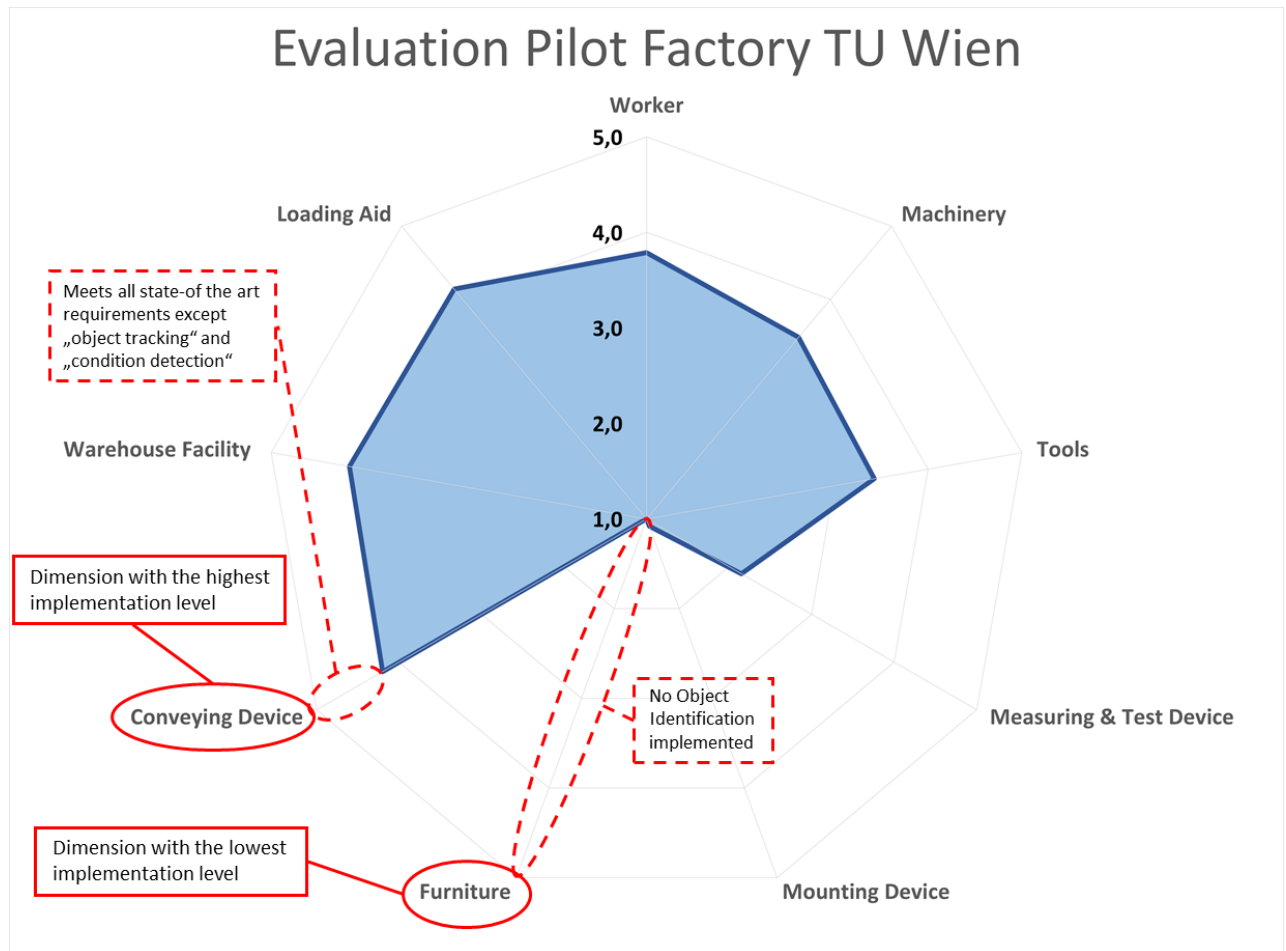 Evaluation Pilot Factory TU Wien
Worker
5,0
Loading Aid
Machinery
4,0
Meets all state-of the art
requirements except
„object tracking“ and
„condition detection“
3,0
2,0
Warehouse Facility
Tools
1,0
Dimension with the highest
implementation level
No Object
Identification
implemented
Conveying Device
Measuring & Test Device
Dimension with the lowest
implementation level
Furniture
Mounting Device